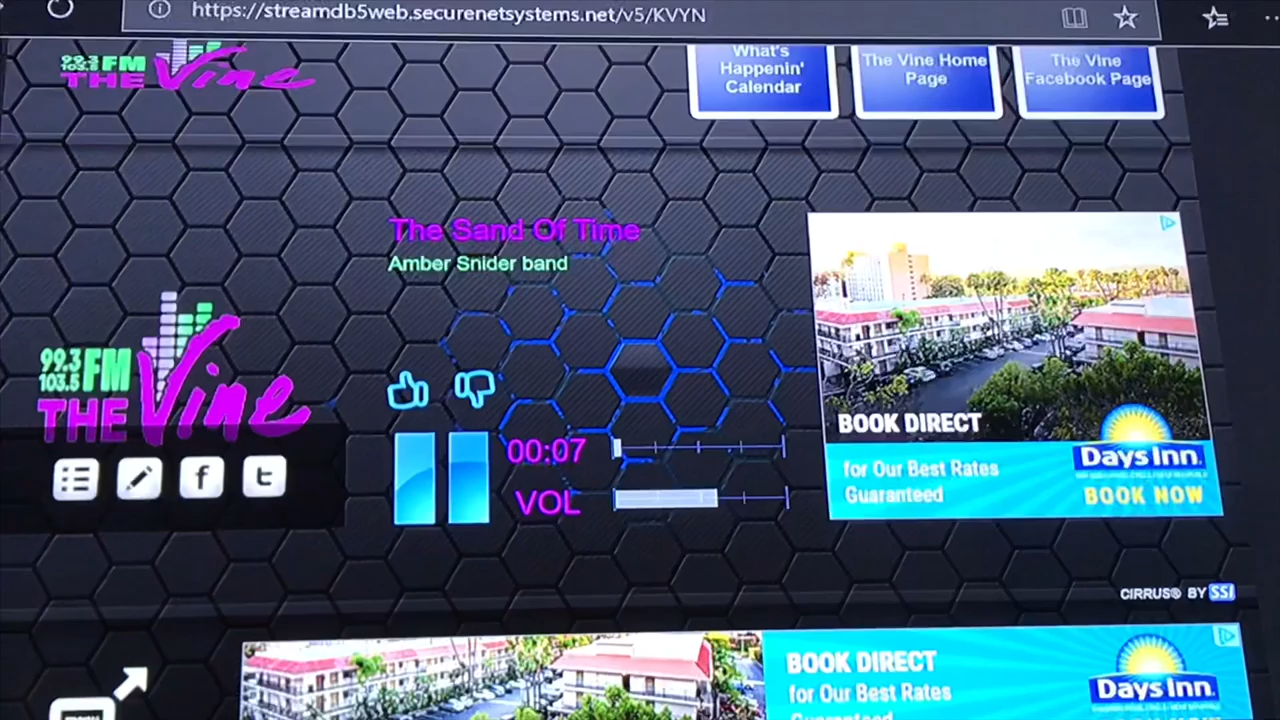 https://streamdb5web.securenetsystems.net/v5/KVYN
99.3
103.5 FM
THE Vine
What's
Happenin'
Calendar
The Vine Home
Page
The Vine
Facebook Page
The Sand Of Time
Amber Snider band
99.3
103.5 FM
THE Vine
00:07
VOL
BOOK DIRECT
for Our Best Rates
Guaranteed
Days Inn
BOOK NOW
CIRRUS® BY SSI
BOOK DIRECT
for Our Best Rates
Guaranteed
Days Inn